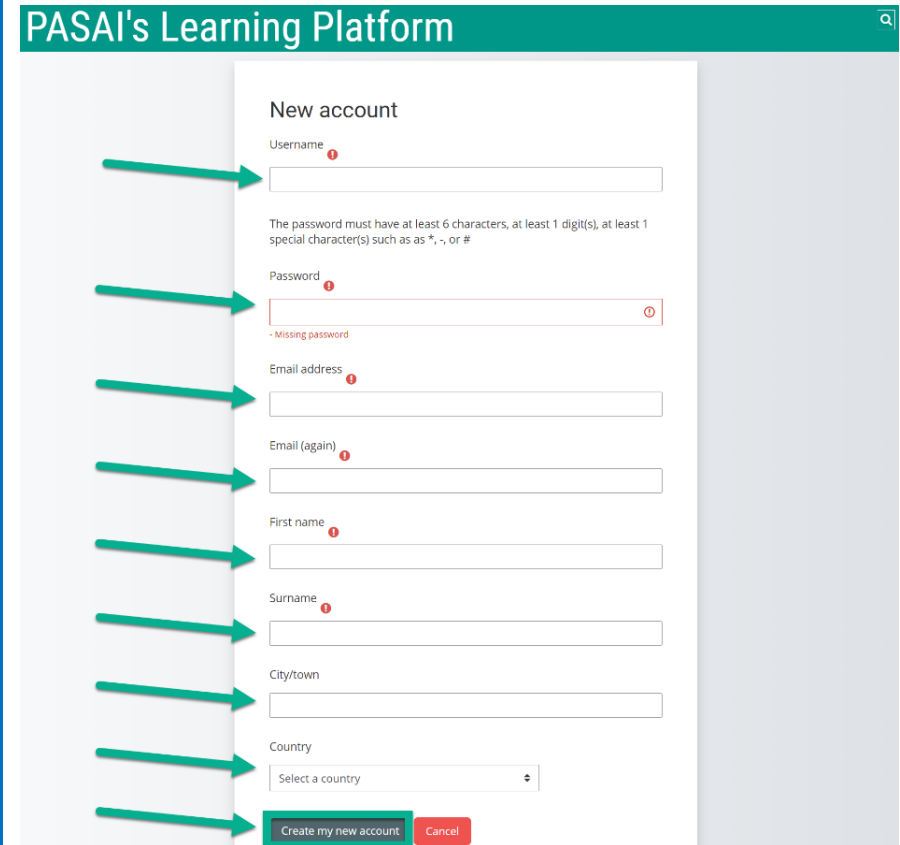 PASAI's Learning Platform
New account
Username
The password must have at least 6 characters, at least 1 digit(s), at least 1
special character(s) such as as *, -, or #
Password
- Missing password
Email address
Email (again)
First name
Surname
City/town
Country
Select a country
Create my new account Cancel